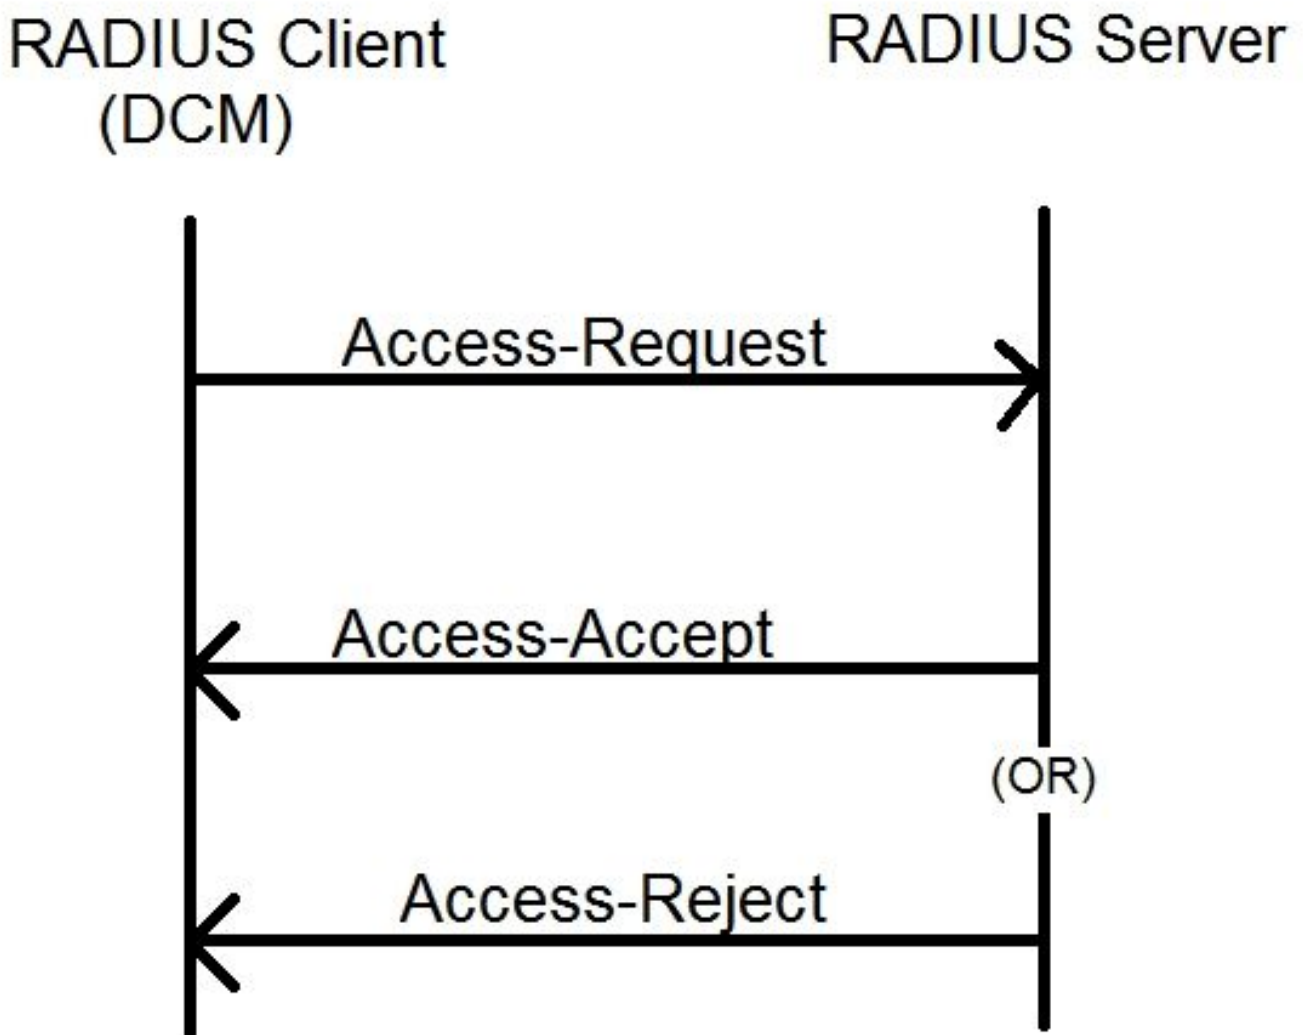 RADIUS Client
(DCM)
RADIUS Server
Access-Request
Access-Accept
(OR)
Access-Reject